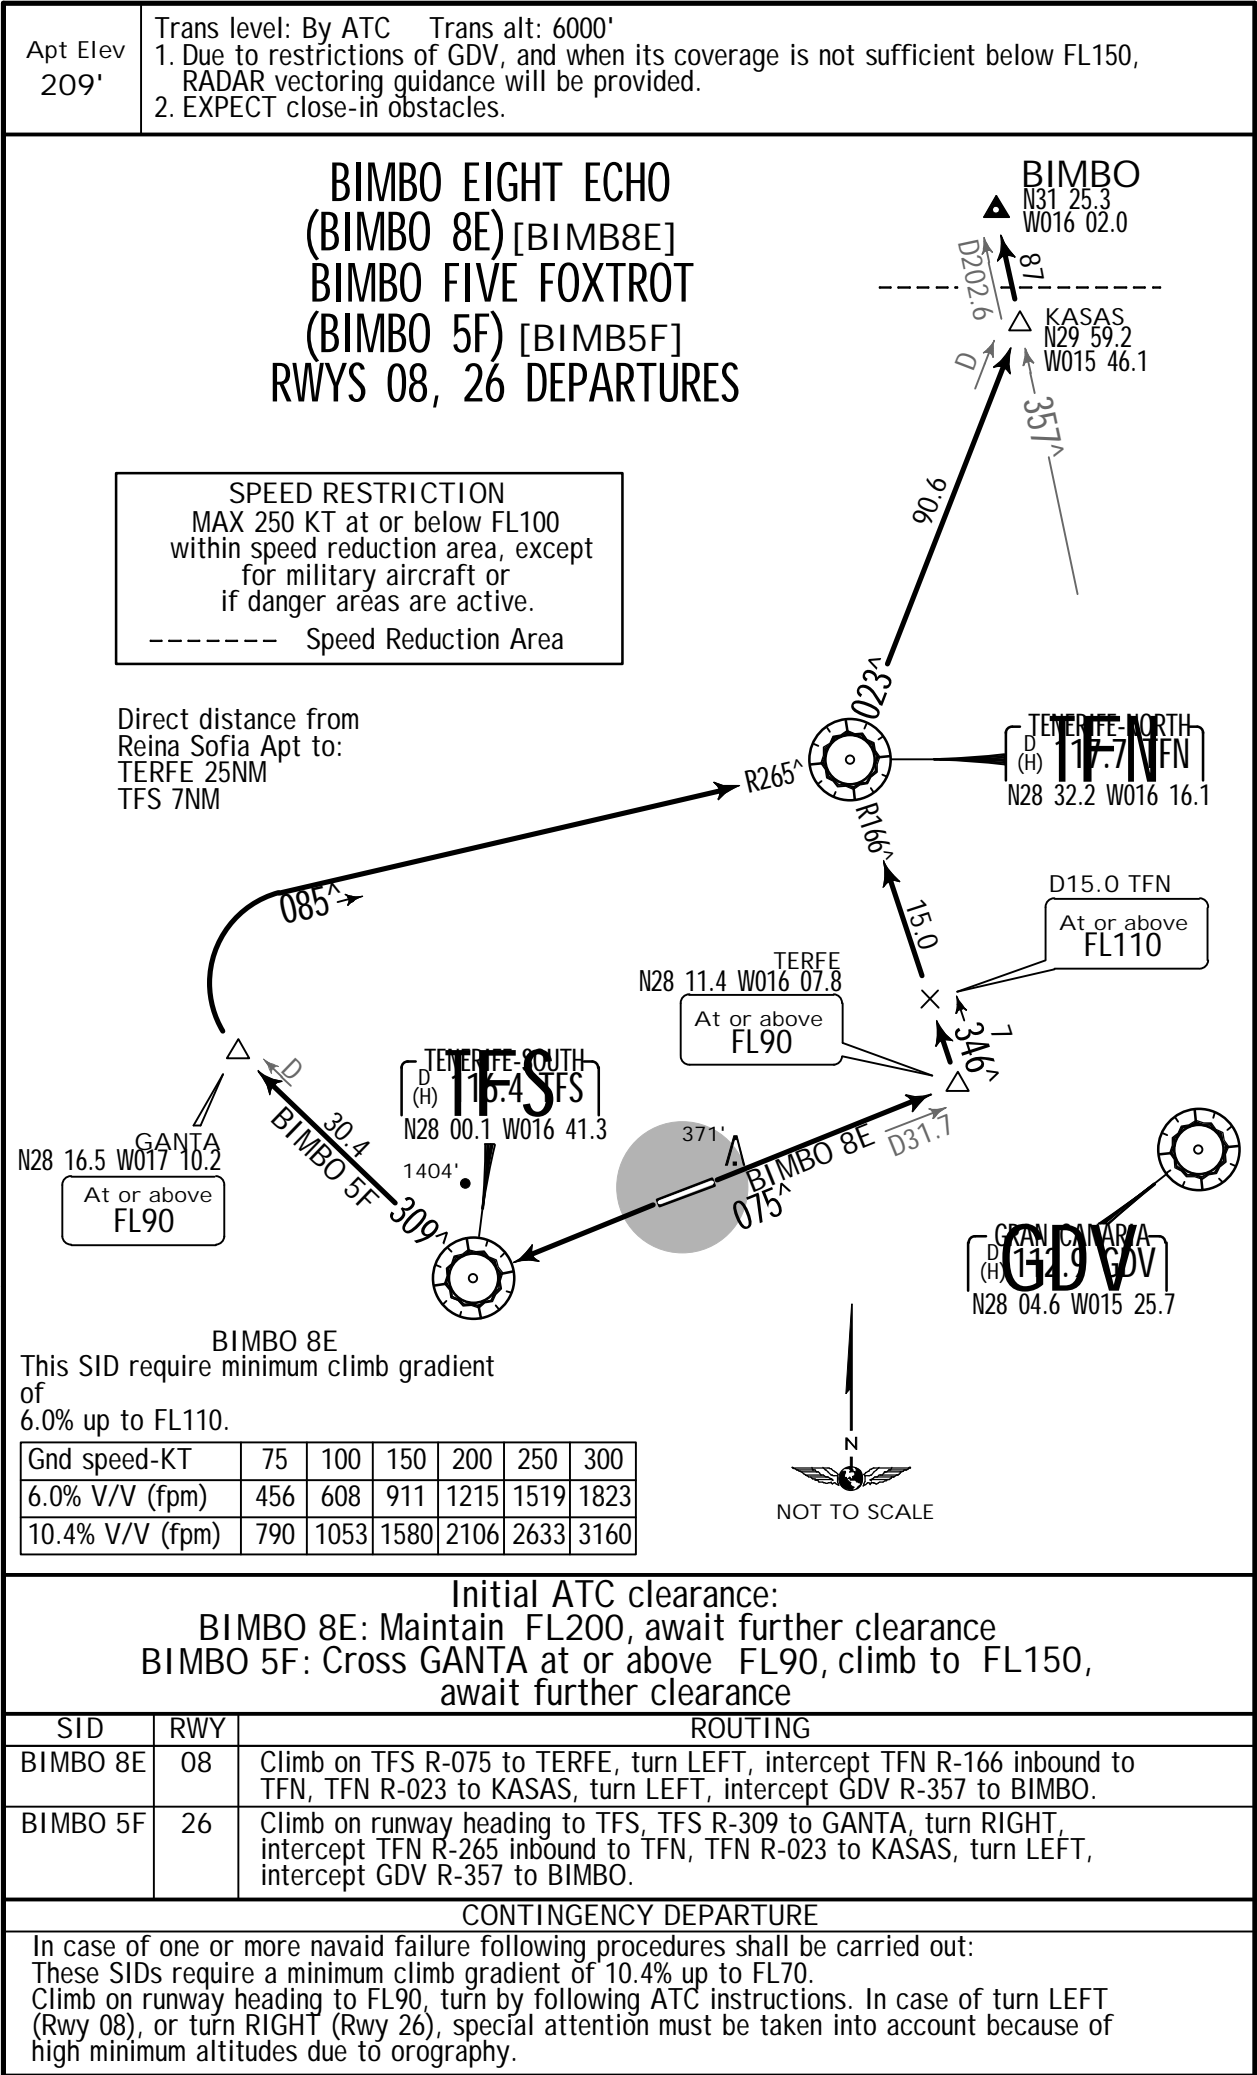 Apt Elev
209'
Trans level: By ATC Trans alt: 6000'
1. Due to restrictions of GDV, and when its coverage is not sufficient below FL150,
RADAR vectoring guidance will be provided.
2. EXPECT close-in obstacles.
BIMBO EIGHT ECHO
(BIMBO 8E) [BIMB8E]
BIMBO FIVE FOXTROT
(BIMBO 5F) [BIMB5F]
RWYS 08, 26 DEPARTURES
BIMBO
N31 25.3
W016 02.0
D202.6
87
KASAS
N29 59.2
W015 46.1
D
357^
90.6
SPEED RESTRICTION
MAX 250 KT at or below FL100
within speed reduction area, except
for military aircraft or
if danger areas are active.
------- Speed Reduction Area
023^
Direct distance from
Reina Sofia Apt to:
TERFE 25NM
TFS 7NM
R265^
TENERIFE-NORTH
D
(H) 117.7 TFN
TFN
N28 32.2 W016 16.1
R166^
085^
15.0
D15.0 TFN
At or above
FL110
TERFE
N28 11.4 W016 07.8
At or above
FL90
7
346^
D
TENERIFE-SOUTH
D
(H) 116.4 TFS
TFS
N28 00.1 W016 41.3
30.4
BIMBO 5F
309^
GANTA
N28 16.5 W017 10.2
At or above
FL90
1404'
371'
BIMBO 8E
075^
D31.7
GRAN CANARIA
D
(H) 112.9 GDV
GDV
N28 04.6 W015 25.7
BIMBO 8E
This SID require minimum climb gradient
of
6.0% up to FL110.
Gnd speed-KT 75 100 150 200 250 300
6.0% V/V (fpm) 456 608 911 1215 1519 1823
10.4% V/V (fpm) 790 1053 1580 2106 2633 3160
N
NOT TO SCALE
Initial ATC clearance:
BIMBO 8E: Maintain FL200, await further clearance
BIMBO 5F: Cross GANTA at or above FL90, climb to FL150,
await further clearance
SID RWY ROUTING
BIMBO 8E 08 Climb on TFS R-075 to TERFE, turn LEFT, intercept TFN R-166 inbound to
TFN, TFN R-023 to KASAS, turn LEFT, intercept GDV R-357 to BIMBO.
BIMBO 5F 26 Climb on runway heading to TFS, TFS R-309 to GANTA, turn RIGHT,
intercept TFN R-265 inbound to TFN, TFN R-023 to KASAS, turn LEFT,
intercept GDV R-357 to BIMBO.
CONTINGENCY DEPARTURE
In case of one or more navaid failure following procedures shall be carried out:
These SIDs require a minimum climb gradient of 10.4% up to FL70.
Climb on runway heading to FL90, turn by following ATC instructions. In case of turn LEFT
(Rwy 08), or turn RIGHT (Rwy 26), special attention must be taken into account because of
high minimum altitudes due to orography.